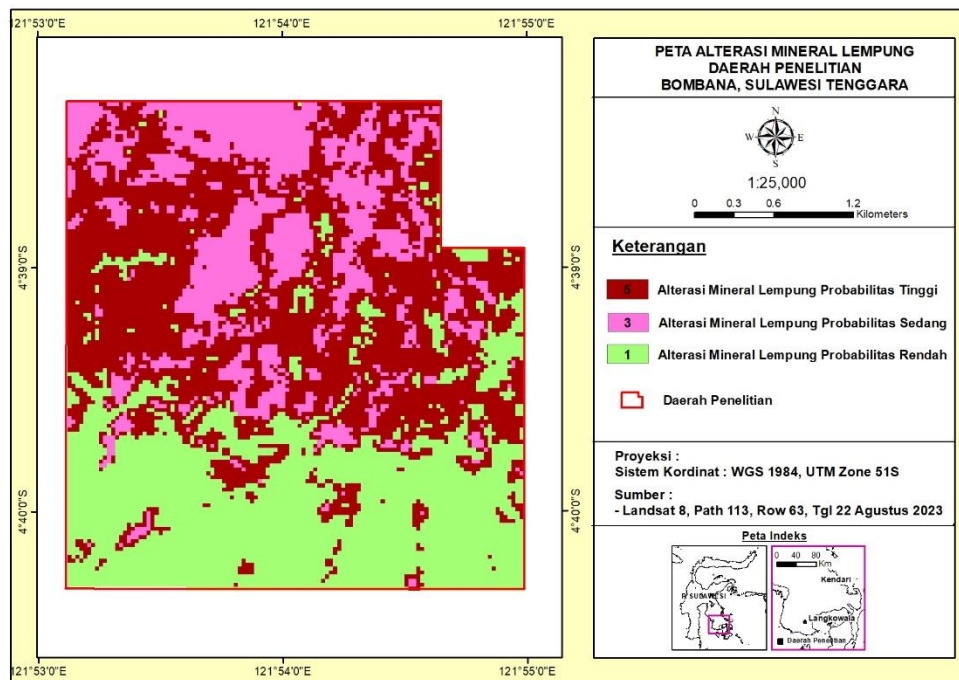 121°53'0"E 121°54'0"E 121°55'0"E
4°39'0"S 4°39'0"S
4°40'0"S 4°40'0"S
121°53'0"E 121°54'0"E 121°55'0"E
PETA ALTERASI MINERAL LEMPUNG
DAERAH PENELITIAN
BOMBANA, SULAWESI TENGGARA
N
W E
S
1:25,000
0 0.3 0.6 1.2
Kilometers
Keterangan
5 Alterasi Mineral Lempung Probabilitas Tinggi
3 Alterasi Mineral Lempung Probabilitas Sedang
1 Alterasi Mineral Lempung Probabilitas Rendah
Daerah Penelitian
Proyeksi :
Sistem Kordinat : WGS 1984, UTM Zone 51S
Sumber :
- Landsat 8, Path 113, Row 63, Tgl 22 Agustus 2023
Peta Indeks
SULAWESI
0 40 80
Km
Kendari
Langkowala
Daerah Penelitian